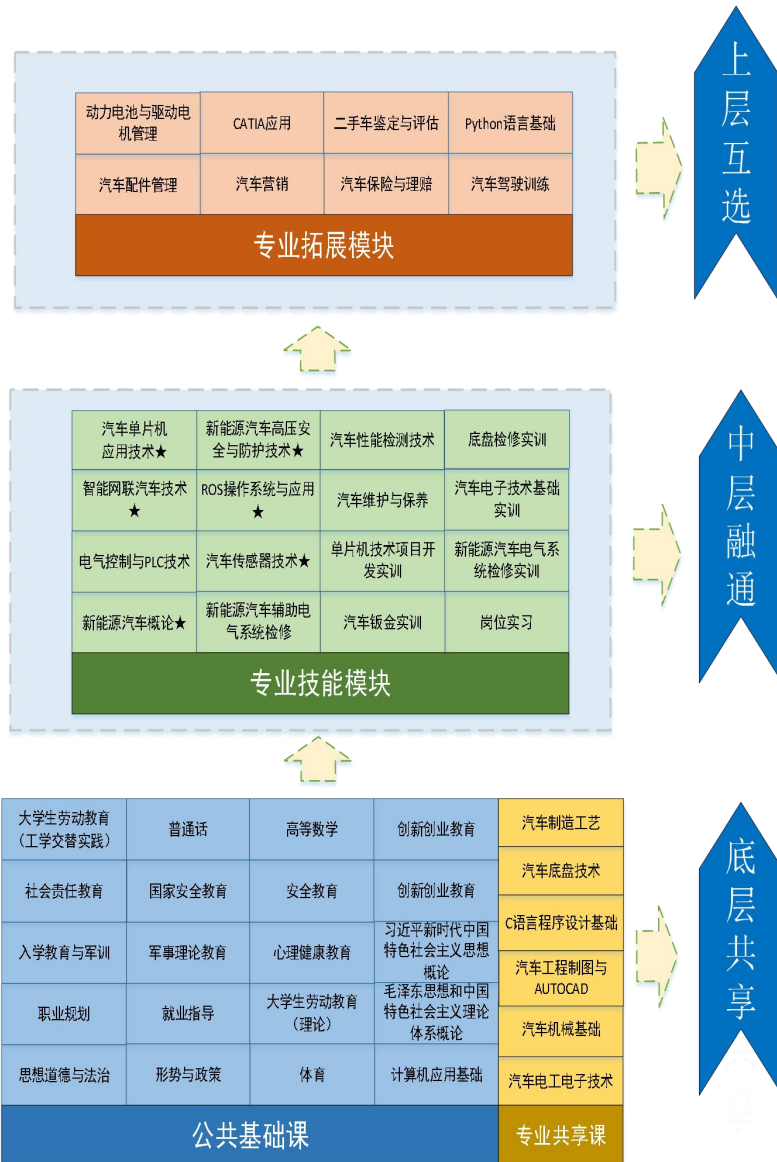 动力电池与驱动电
机管理
CATIA应用
二手车鉴定与评估
Python语言基础
汽车配件管理
汽车营销
汽车保险与理赔
汽车驾驶训练
专业拓展模块
上层互选
汽车单片机
应用技术★
新能源汽车高压安
全与防护技术★
汽车性能检测技术
底盘检修实训
智能网联汽车技术
★
ROS操作系统与应用
★
汽车维护与保养
汽车电子技术基础
实训
电气控制与PLC技术
汽车传感器技术★
单片机技术项目开
发实训
新能源汽车电气系
统检修实训
新能源汽车概论★
新能源汽车辅助电
气系统检修
汽车钣金实训
岗位实习
专业技能模块
中层融通
大学生劳动教育
（工学交替实践）
普通话
高等数学
创新创业教育
社会责任教育
国家安全教育
安全教育
创新创业教育
入学教育与军训
军事理论教育
心理健康教育
习近平新时代中国
特色社会主义思想
概论
职业规划
就业指导
大学生劳动教育
（理论）
毛泽东思想和中国
特色社会主义理论
体系概论
思想道德与法治
形势与政策
体育
计算机应用基础
公共基础课
汽车制造工艺
汽车底盘技术
C语言程序设计基础
汽车工程制图与
AUTOCAD
汽车机械基础
汽车电工电子技术
专业共享课
底层共享